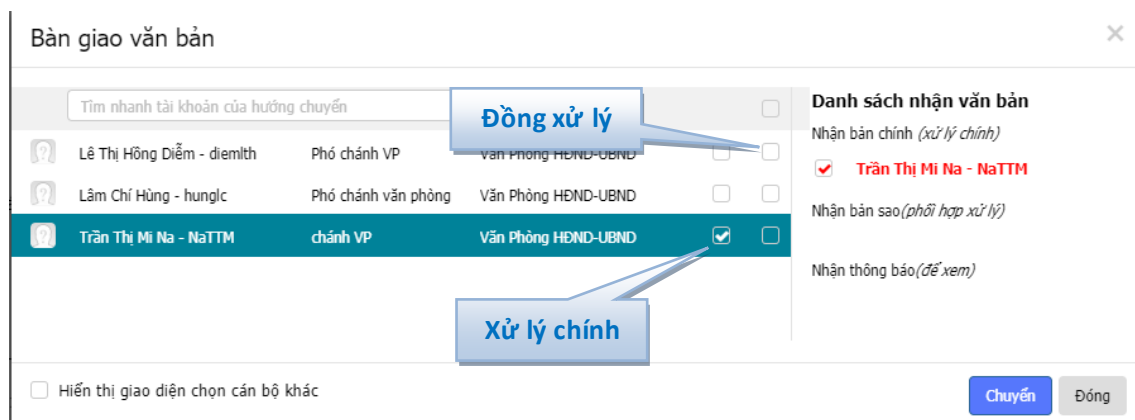 Bàn giao văn bản
Tìm nhanh tài khoản của hướng chuyển
Đồng xử lý
Lê Thị Hồng Diễm - diemlth Phó chánh VP Văn Phòng HĐND-UBND
Lâm Chí Hùng - hunglc Phó chánh văn phòng Văn Phòng HĐND-UBND
Trần Thị Mi Na - NaTTM chánh VP Văn Phòng HĐND-UBND
Xử lý chính
Danh sách nhận văn bản
Nhận bản chính (xử lý chính)
Trần Thị Mi Na - NaTTM
Nhận bản sao(phối hợp xử lý)
Nhận thông báo(để xem)
Hiển thị giao diện chọn cán bộ khác
Chuyển Đóng